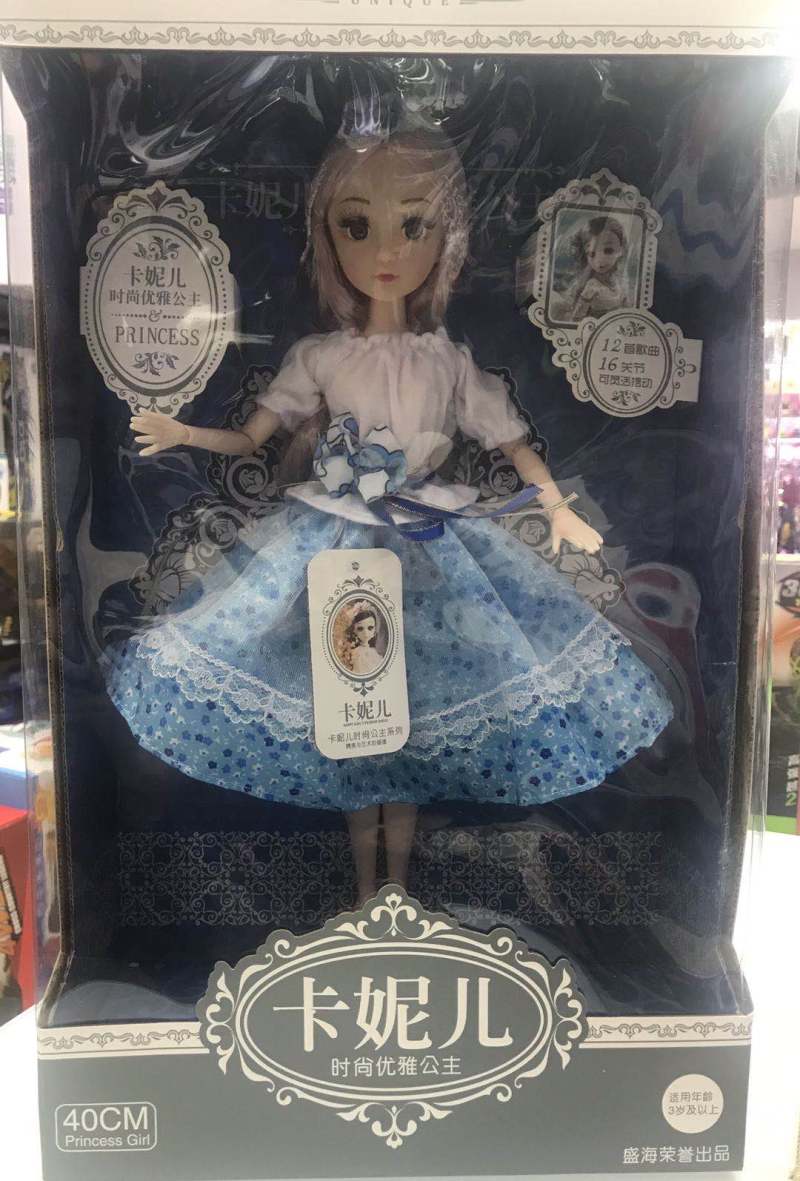 UNIQUE
卡妮儿
时尚优雅公主
&
PRINCESS
12首歌曲
16关节
可灵活摆动
卡妮儿
卡妮儿时尚公主系列
卡妮儿
时尚优雅公主
40CM
Princess Girl
适用年龄
3岁及以上
盛海荣誉出品